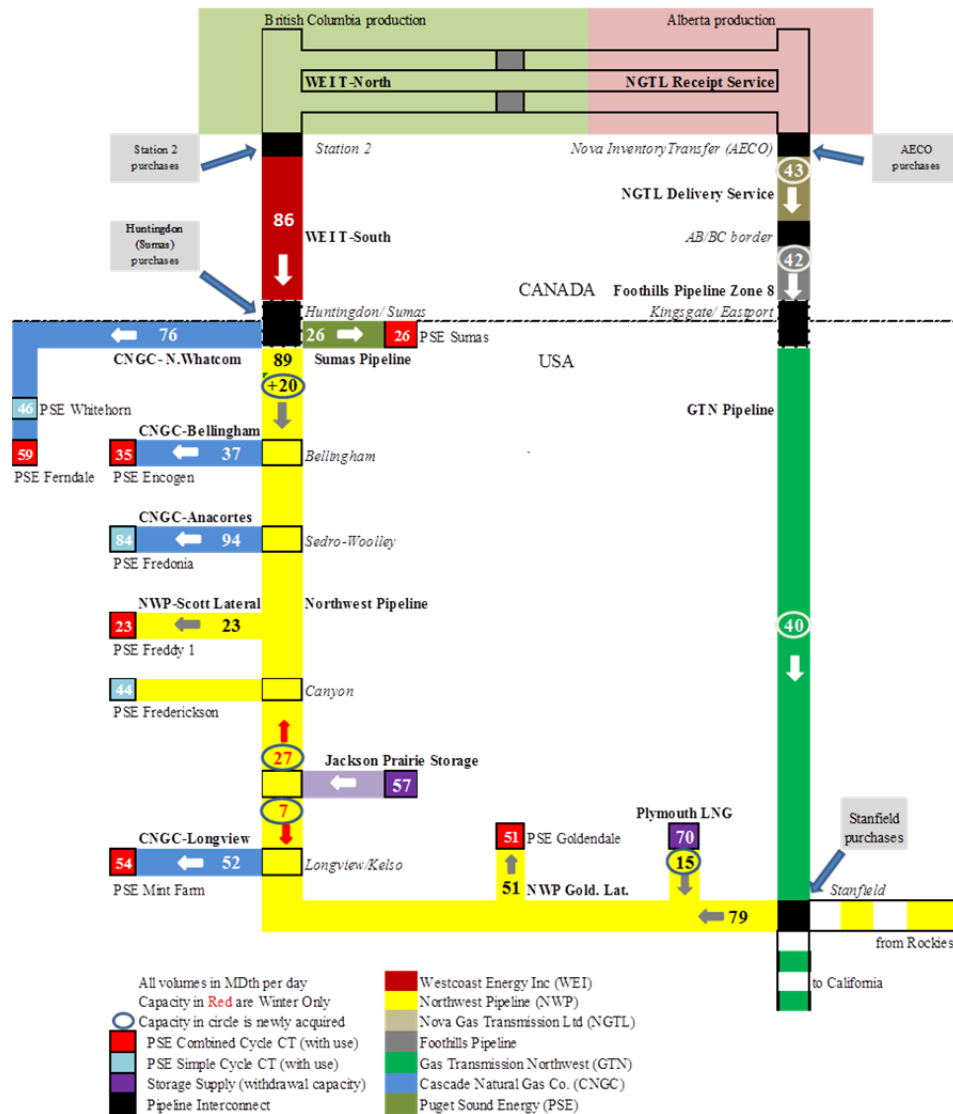 British Columbia production
Alberta production
WEIT-North
NGTL Receipt Service
Station 2
purchases
Station 2
Nova InventoryTransfer (AECO)
AECO
purchases
43
NGTL Delivery Service
86
Huntingdon
(Sumas)
purchases
WEIT-South
AB/BC border
42
CANADA
Foothills Pipeline Zone 8
Huntingdon/ Sumas
Kingsgate/ Eastport
76
26
26
PSE Sumas
CNGC- N.Whatcom
89
Sumas Pipeline
USA
+20
46
PSE Whitehorn
GTN Pipeline
CNGC-Bellingham
59
35
37
Bellingham
PSE Ferndale
PSE Encogen
CNGC-Anacortes
84
94
Sedro-Woolley
PSE Fredonia
NWP-Scott Lateral
Northwest Pipeline
23
23
40
PSE Freddy 1
44
Canyon
PSE Frederickson
27
Jackson Prairie Storage
57
7
Plymouth LNG
Stanfield
purchases
CNGC-Longview
51
PSE Goldendale
70
54
52
Longview/Kelso
15
PSE Mint Farm
51
NWP Gold. Lat.
Stanfield
79
from Rockies
All volumes in MDth per day
Capacity in Red are Winter Only
Capacity in circle is newly acquired
PSE Combined Cycle CT (with use)
PSE Simple Cycle CT (with use)
Storage Supply (withdrawal capacity)
Pipeline Interconnect
Westcoast Energy Inc (WEI)
Northwest Pipeline (NWP)
Nova Gas Transmission Ltd (NGTL)
Foothills Pipeline
Gas Transmission Northwest (GTN)
Cascade Natural Gas Co. (CNGC)
Puget Sound Energy (PSE)
to California